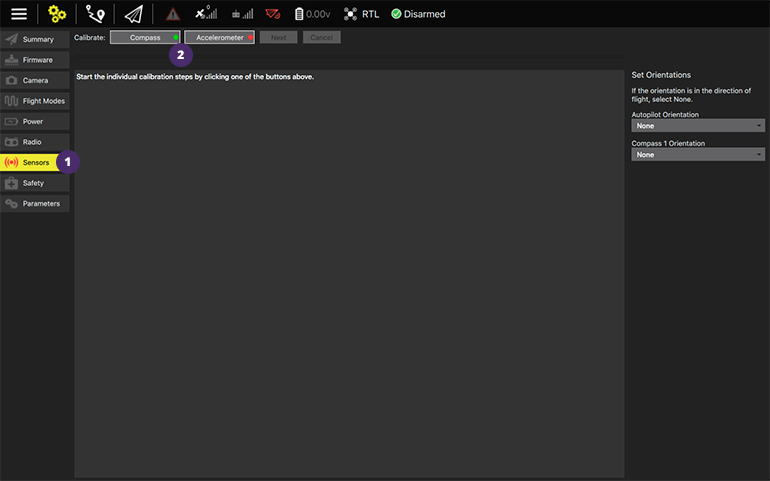 0
0.00v
RTL
Disarmed
Summary
Firmware
Camera
Flight Modes
Power
Radio
Sensors
Safety
Parameters
1
Calibrate:
Compass
Accelerometer
Next
Cancel
2
Start the individual calibration steps by clicking one of the buttons above.
Set Orientations
If the orientation is in the direction of
flight, select None.
Autopilot Orientation
None
Compass 1 Orientation
None